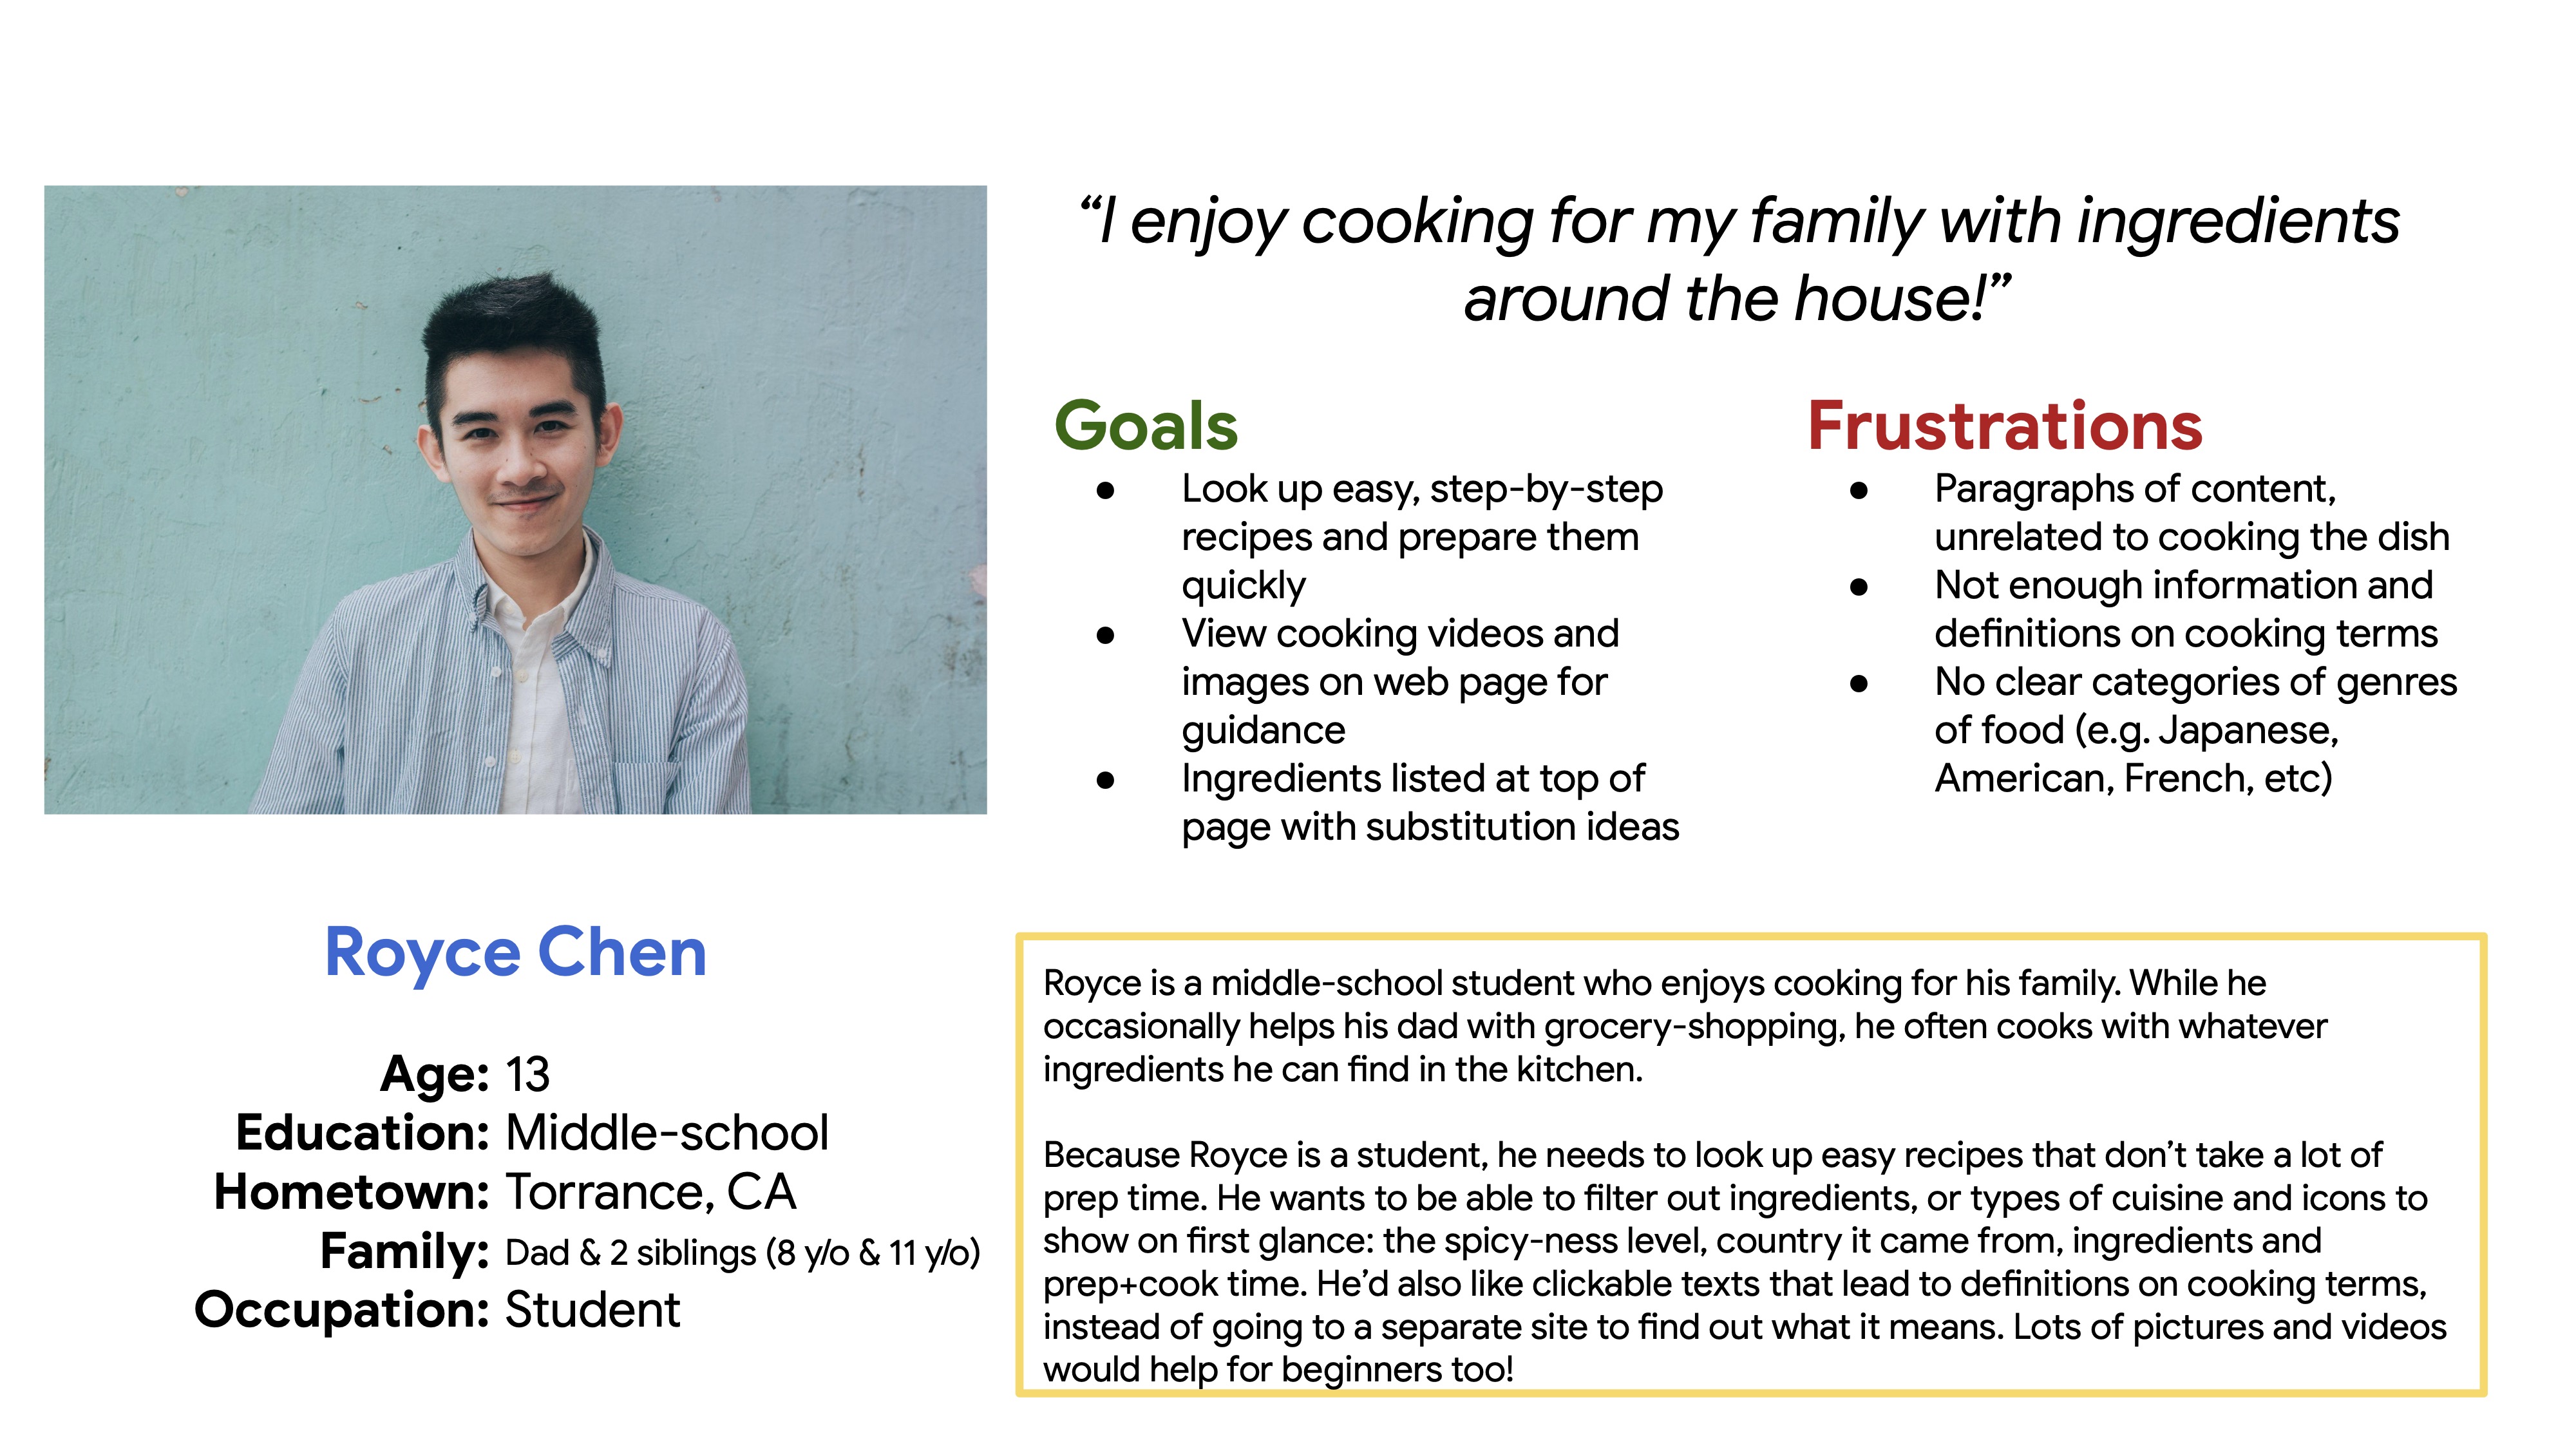 “I enjoy cooking for my family with ingredients
around the house!”
Goals
● Look up easy, step-by-step
recipes and prepare them
quickly
● View cooking videos and
images on web page for
guidance
● Ingredients listed at top of
page with substitution ideas
Frustrations
● Paragraphs of content,
unrelated to cooking the dish
● Not enough information and
definitions on cooking terms
● No clear categories of genres
of food (e.g. Japanese,
American, French, etc)
Royce Chen
Age: 13
Education: Middle-school
Hometown: Torrance, CA
Family: Dad & 2 siblings (8 y/o & 11 y/o)
Occupation: Student
Royce is a middle-school student who enjoys cooking for his family. While he
occasionally helps his dad with grocery-shopping, he often cooks with whatever
ingredients he can find in the kitchen.
Because Royce is a student, he needs to look up easy recipes that don’t take a lot of
prep time. He wants to be able to filter out ingredients, or types of cuisine and icons to
show on first glance: the spicy-ness level, country it came from, ingredients and
prep+cook time. He’d also like clickable texts that lead to definitions on cooking terms,
instead of going to a separate site to find out what it means. Lots of pictures and videos
would help for beginners too!